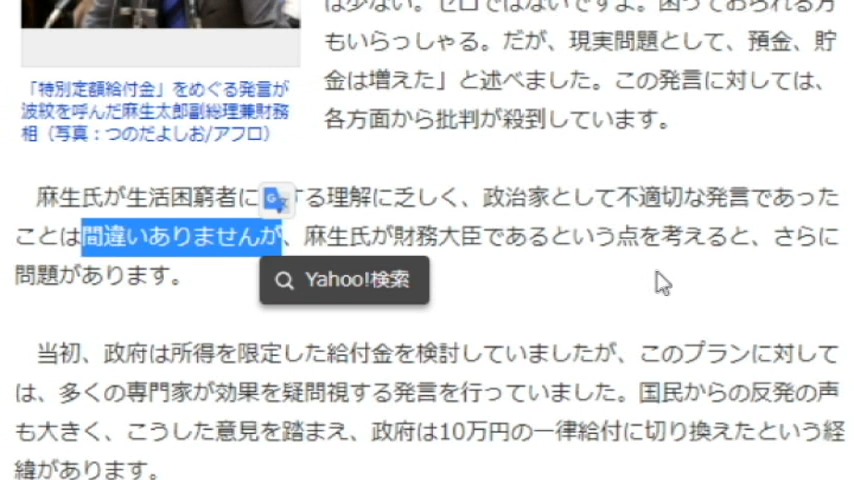 は少ない。ゼロではないですよ。困っておられる方
もいらっしゃる。だが、現実問題として、預金、貯
金は増えた」と述べました。この発言に対しては、
各方面から批判が殺到しています。
「特別定額給付金」をめぐる発言が
波紋を呼んだ麻生太郎副総理兼財務
相（写真：つのだよしお/アフロ）
麻生氏が生活困窮者に する理解に乏しく、政治家として不適切な発言であった
ことは間違いありませんが、麻生氏が財務大臣であるという点を考えると、さらに
問題があります。
Yahoo!検索
当初、政府は所得を限定した給付金を検討していましたが、このプランに対して
は、多くの専門家が効果を疑問視する発言を行っていました。国民からの反発の声
も大きく、こうした意見を踏まえ、政府は10万円の一律給付に切り換えたという経
緯があります。